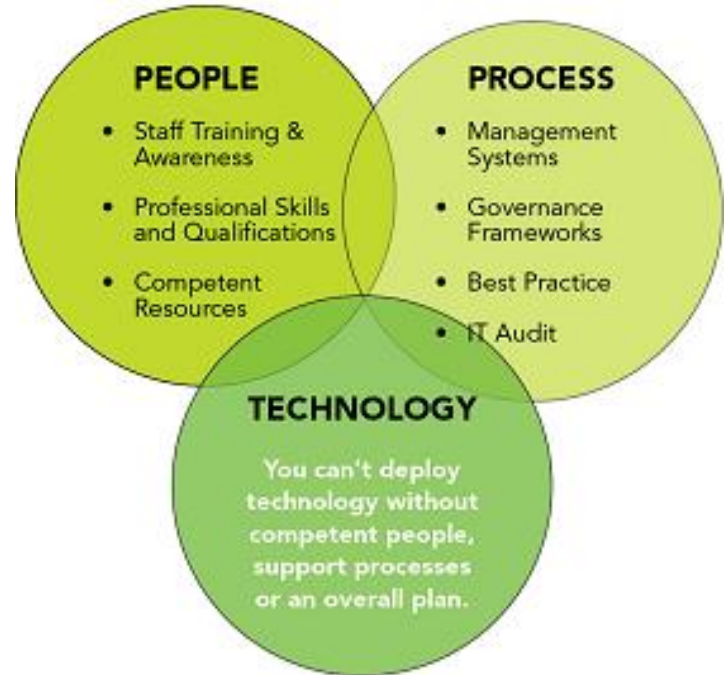 PEOPLE
• Staff Training &
Awareness
• Professional Skills
and Qualifications
• Competent
Resources
PROCESS
• Management
Systems
• Governance
Frameworks
• Best Practice
• IT Audit
TECHNOLOGY
You can't deploy
technology without
competent people,
support processes
or an overall plan.